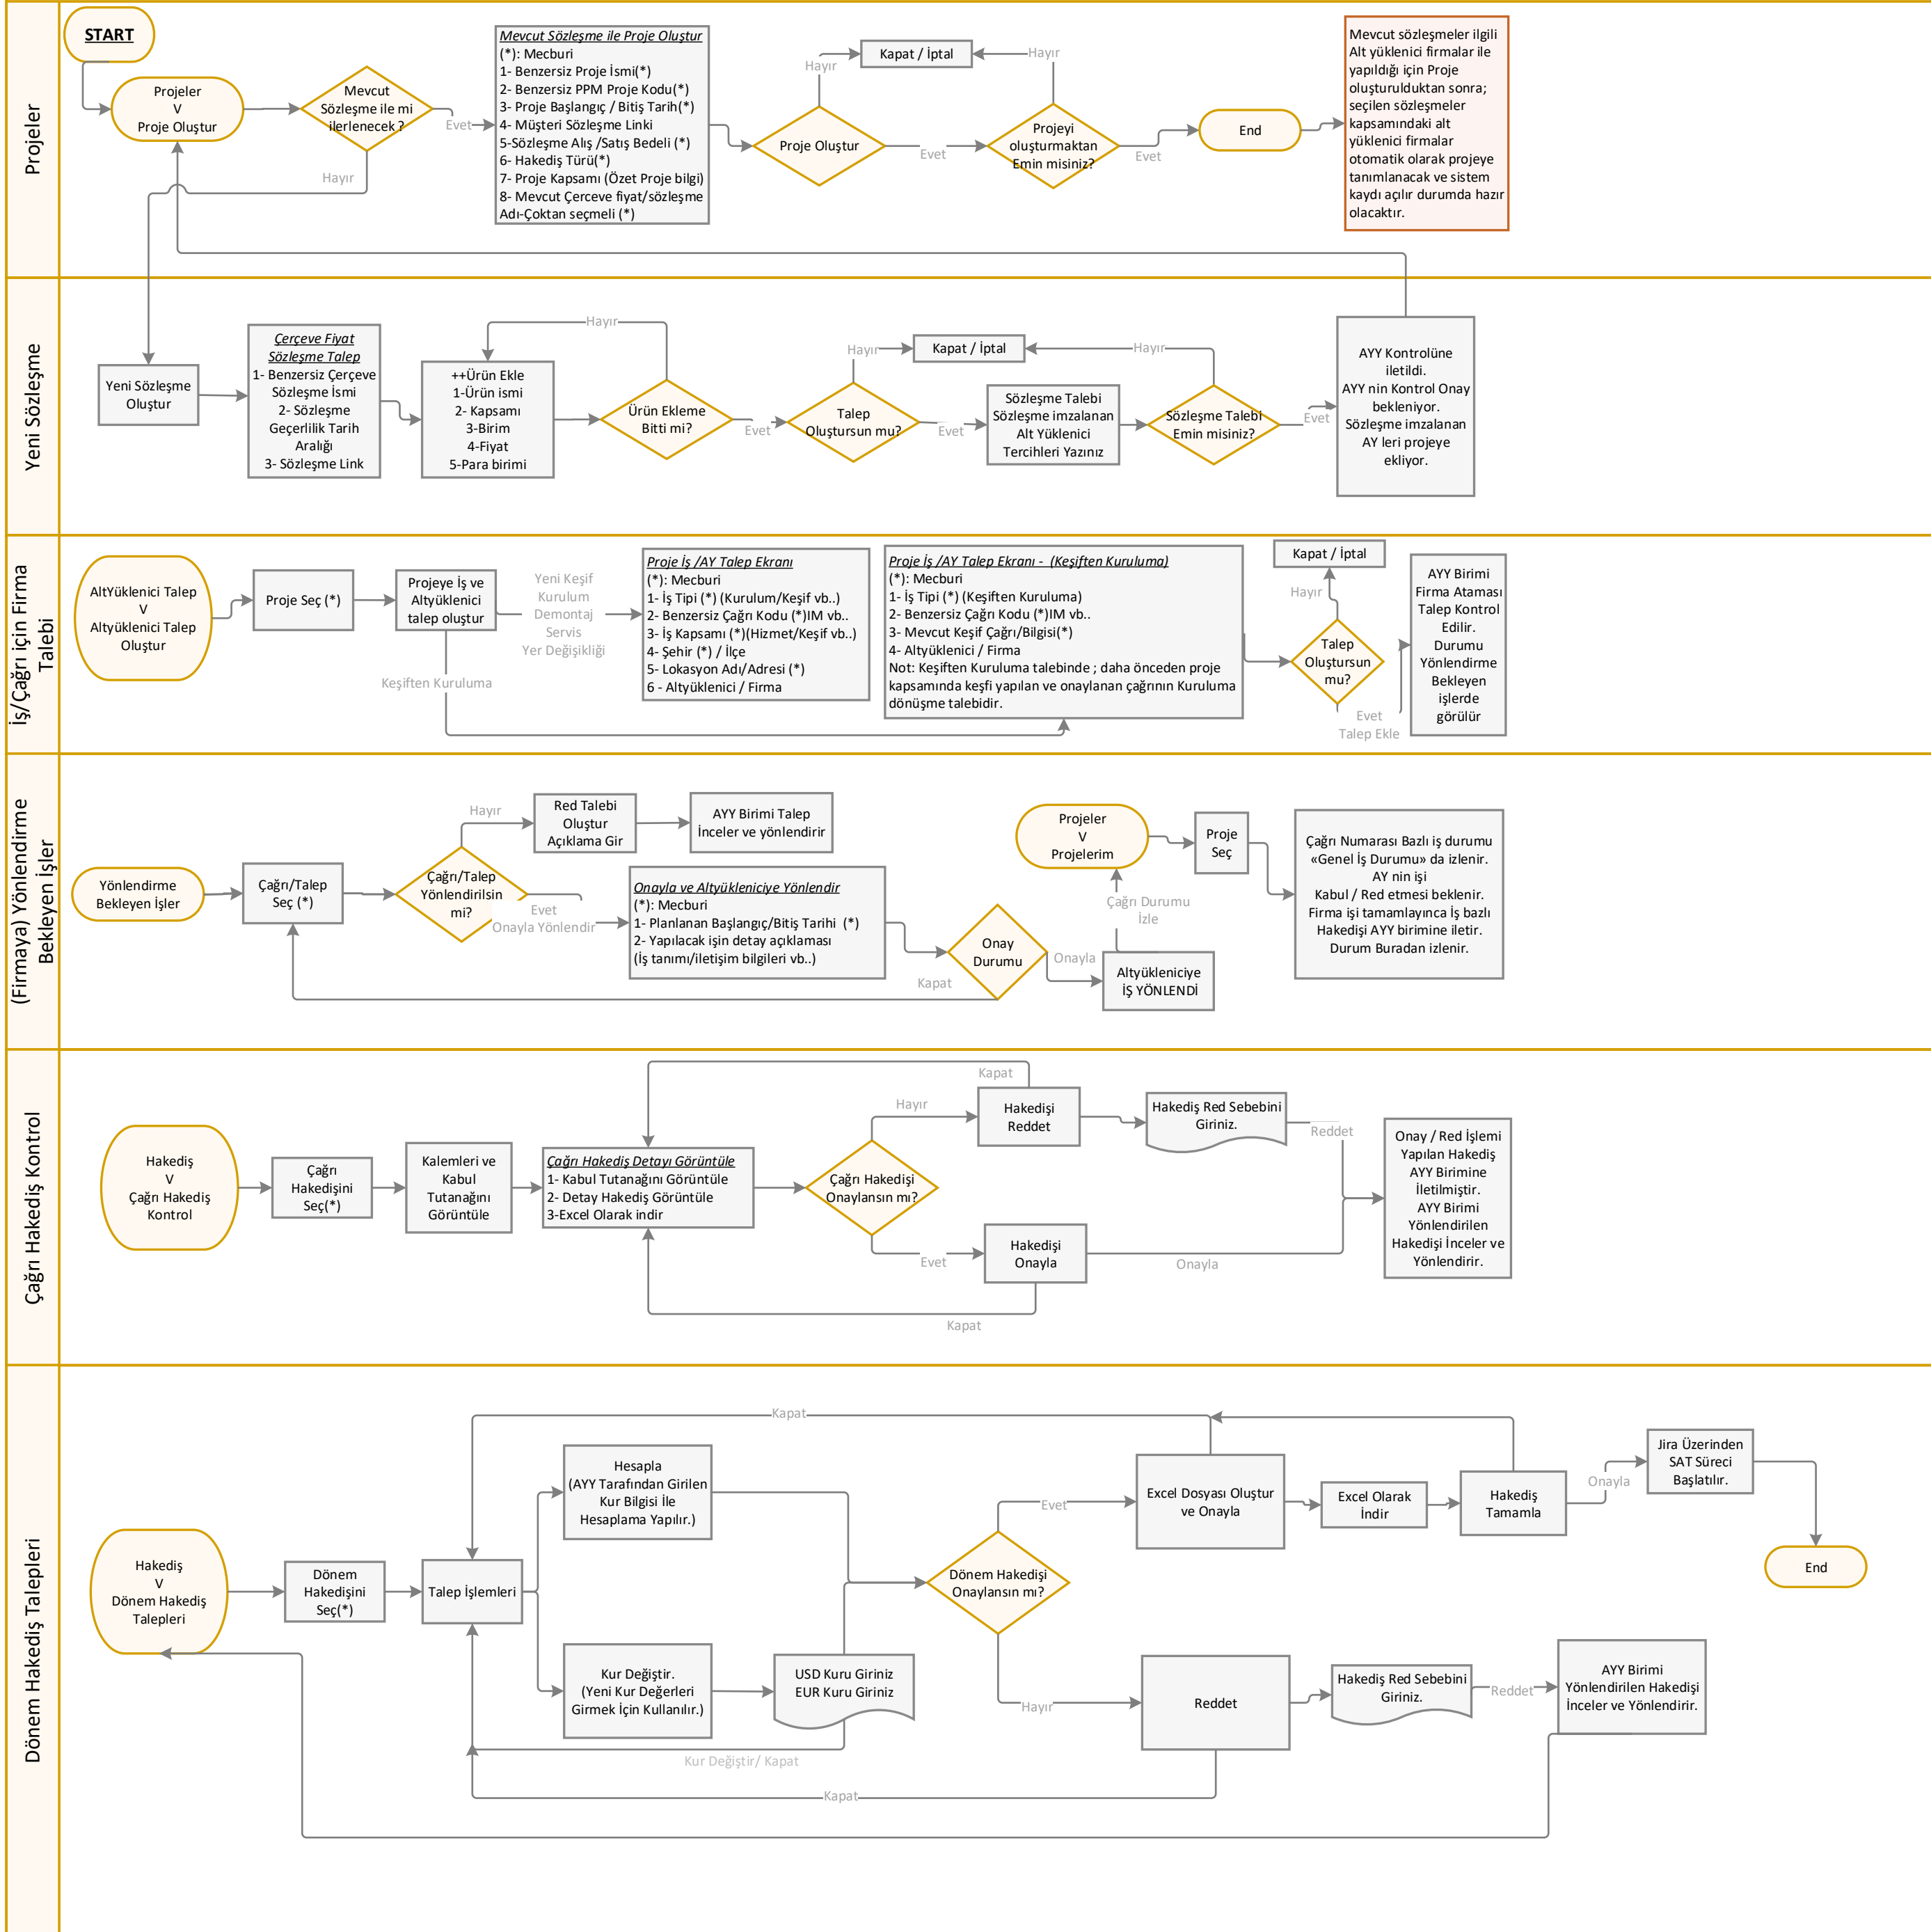 Projeler
START
Projeler
V
Proje Oluştur
Mevcut
Sözleşme ile mi
ilerlenecek ?
Evet
Hayır
Mevcut Sözleşme ile Proje Oluştur
(*): Mecburi
1- Benzersiz Proje İsmi(*)
2- Benzersiz PPM Proje Kodu(*)
3- Proje Başlangıç / Bitiş Tarih(*)
4- Müşteri Sözleşme Linki
5-Sözleşme Alış /Satış Bedeli (*)
6- Hakediş Türü(*)
7- Proje Kapsamı (Özet Proje bilgi)
8- Mevcut Çerceve fiyat/sözleşme
Adı-Çoktan seçmeli (*)
Proje Oluştur
Hayır
Kapat / İptal
Hayır
Evet
Projeyi
oluşturmaktan
Emin misiniz?
Evet
End
Mevcut sözleşmeler ilgili
Alt yüklenici firmalar ile
yapıldığı için Proje
oluşturulduktan sonra;
seçilen sözleşmeler
kapsamındaki alt
yüklenici firmalar
otomatik olarak projeye
tanımlanacak ve sistem
kaydı açılır durumda hazır
olacaktır.
Yeni Sözleşme
Yeni Sözleşme
Oluştur
Çerçeve Fiyat
Sözleşme Talep
1- Benzersiz Çerçeve
Sözleşme İsmi
2- Sözleşme
Geçerlilik Tarih
Aralığı
3- Sözleşme Link
++Ürün Ekle
1-Ürün ismi
2- Kapsamı
3-Birim
4-Fiyat
5-Para birimi
Hayır
Ürün Ekleme
Bitti mi?
Evet
Talep
Oluştursun mu?
Hayır
Kapat / İptal
Hayır
Evet
Sözleşme Talebi
Sözleşme imzalanan
Alt Yüklenici
Tercihleri Yazınız
Sözleşme Talebi
Emin misiniz?
Evet
AYY Kontrolüne
iletildi.
AYY nin Kontrol Onay
bekleniyor.
Sözleşme imzalanan
AY leri projeye
ekliyor.
İş/Çağrı için Firma
Talebi
AltYüklenici Talep
V
Altyüklenici Talep
Oluştur
Proje Seç (*)
Projeye İş ve
Altyüklenici
talep oluştur
Yeni Keşif
Kurulum
Demontaj
Servis
Yer Değişikliği
Keşiften Kuruluma
Proje İş /AY Talep Ekranı
(*): Mecburi
1- İş Tipi (*) (Kurulum/Keşif vb..)
2- Benzersiz Çağrı Kodu (*)IM vb..
3- İş Kapsamı (*)(Hizmet/Keşif vb..)
4- Şehir (*) / İlçe
5- Lokasyon Adı/Adresi (*)
6 - Altyüklenici / Firma
Proje İş /AY Talep Ekranı -  (Keşiften Kuruluma)
(*): Mecburi
1- İş Tipi (*) (Keşiften Kuruluma)
2- Benzersiz Çağrı Kodu (*)IM vb..
3- Mevcut Keşif Çağrı/Bilgisi(*)
4- Altyüklenici / Firma
Not: Keşiften Kuruluma talebinde ; daha önceden proje
kapsamında keşfi yapılan ve onaylanan çağrının Kuruluma
dönüşme talebidir.
Kapat / İptal
Hayır
Talep
Oluştursun
mu?
Evet
Talep Ekle
AYY Birimi
Firma Ataması
Talep Kontrol
Edilir.
Durumu
Yönlendirme
Bekleyen
işlerde
görülür
(Firmaya) Yönlendirme
Bekleyen İşler
Yönlendirme
Bekleyen İşler
Çağrı/Talep
Seç (*)
Çağrı/Talep
Yönlendirilsin
mi?
Hayır
Red Talebi
Oluştur
Açıklama Gir
AYY Birimi Talep
İnceler ve yönlendirir
Evet
Onayla Yönlendir
Onayla ve Altyükleniciye Yönlendir
(*): Mecburi
1- Planlanan Başlangıç/Bitiş Tarihi  (*)
2- Yapılacak işin detay açıklaması
(İş tanımı/iletişim bilgileri vb..)
Kapat
Onay
Durumu
Onayla
Altyükleniciye
İŞ YÖNLENDİ
Çağrı Durumu
İzle
Projeler
V
Projelerim
Proje
Seç
Çağrı Numarası Bazlı iş durumu
«Genel İş Durumu» da izlenir.
AY nin işi
Kabul / Red etmesi beklenir.
Firma işi tamamlayınca İş bazlı
Hakedişi AYY birimine iletir.
Durum Buradan izlenir.
Çağrı Hakediş Kontrol
Hakediş
V
Çağrı Hakediş
Kontrol
Çağrı
Hakedişini
Seç(*)
Kalemleri ve
Kabul
Tutanağını
Görüntüle
Çağrı Hakediş Detayı Görüntüle
1- Kabul Tutanağını Görüntüle
2- Detay Hakediş Görüntüle
3-Excel Olarak indir
Çağrı Hakedişi
Onaylansın mı?
Kapat
Hayır
Hakedişi
Reddet
Hakediş Red Sebebini
Giriniz.
Reddet
Evet
Hakedişi
Onayla
Onayla
Kapat
Onay / Red İşlemi
Yapılan Hakediş
AYY Birimine
İletilmiştir.
AYY Birimi
Yönlendirilen
Hakedişi İnceler ve
Yönlendirir.
Dönem Hakediş Talepleri
Hakediş
V
Dönem Hakediş
Talepleri
Dönem
Hakedişini
Seç(*)
Talep İşlemleri
Kapat
Hesapla
(AYY Tarafından Girilen
Kur Bilgisi İle
Hesaplama Yapılır.)
Kur Değiştir.
(Yeni Kur Değerleri
Girmek İçin Kullanılır.)
USD Kuru Giriniz
EUR Kuru Giriniz
Kur Değiştir/ Kapat
Dönem Hakedişi
Onaylansın mı?
Evet
Excel Dosyası Oluştur
ve Onayla
Excel Olarak
İndir
Hakediş
Tamamla
Onayla
Jira Üzerinden
SAT Süreci
Başlatılır.
End
Hayır
Reddet
Hakediş Red Sebebini
Giriniz.
Reddet
AYY Birimi
Yönlendirilen Hakedişi
İnceler ve Yönlendirir.
Kapat